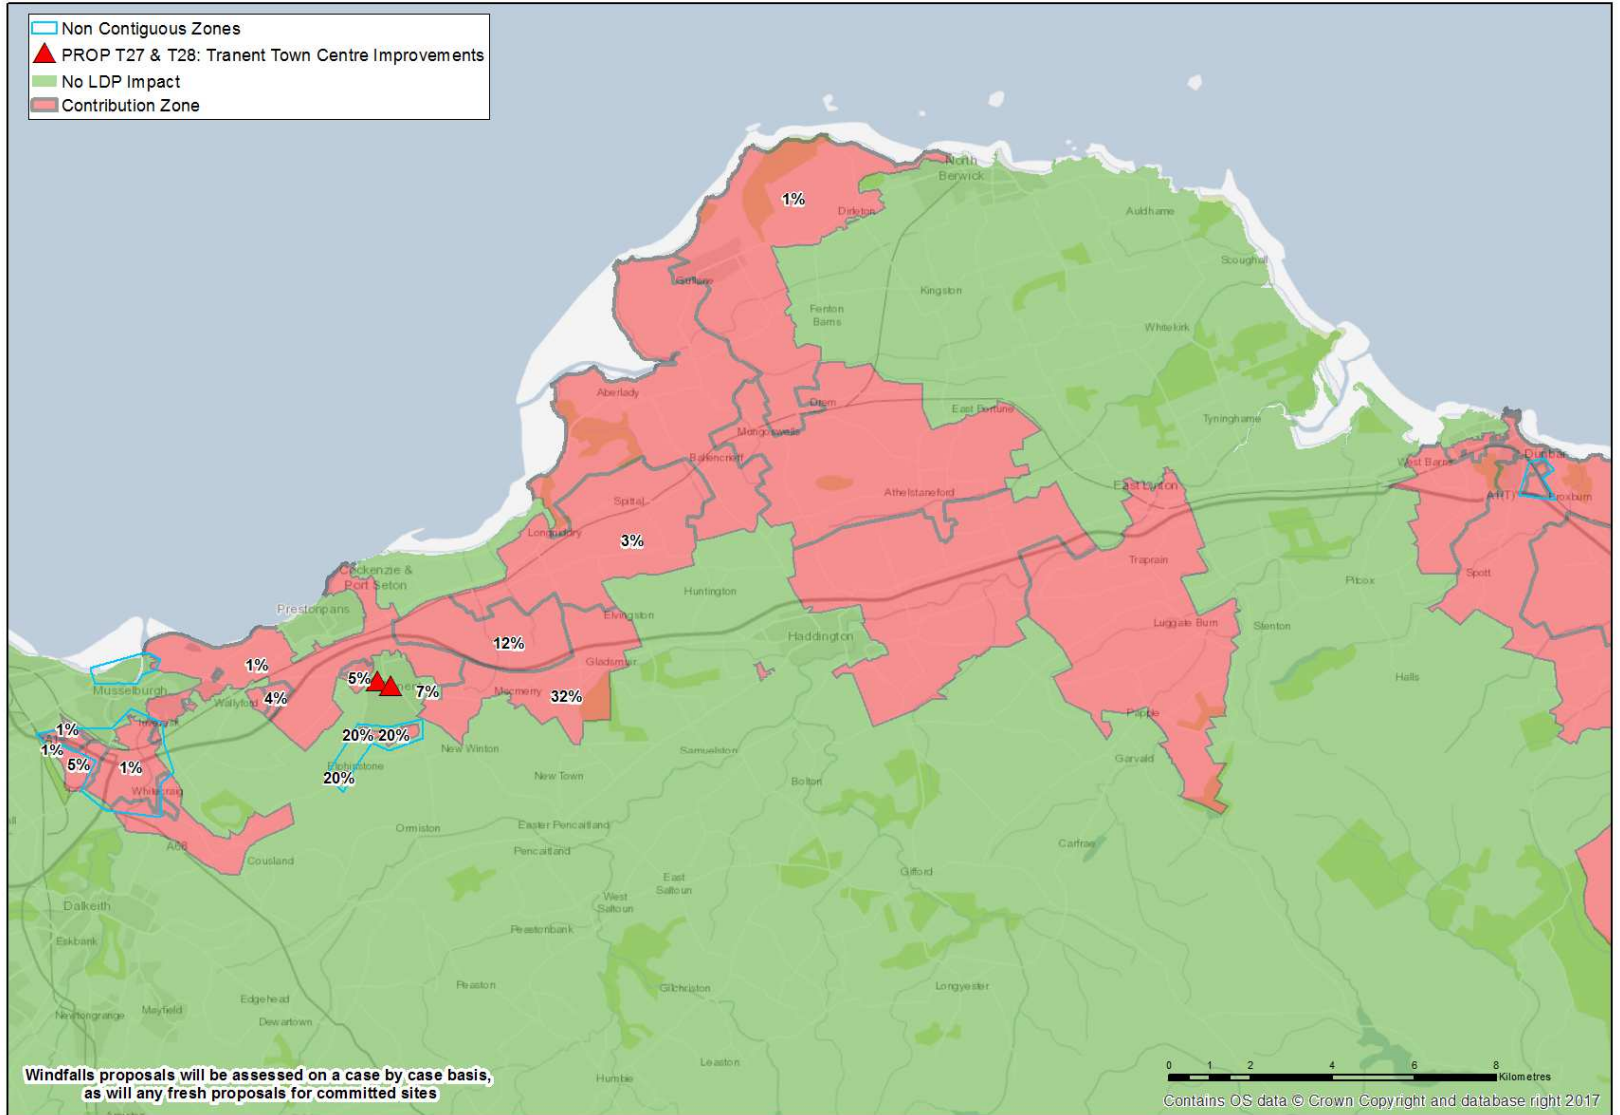 Non Contiguous Zones
PROP T27 & T28: Tranent Town Centre Improvements
No LDP Impact
Contribution Zone
North
Berwick
1%
Dirleton
Auldhame
Scoughall
Gullane
Kingston
Fenton
Barns
Whitekirk
Aberlady
Drem
East Fortune
Tyninghame
Mungoswells
Ballencrieff
Dunbar
West Barns
Spittal
Athelstaneford
East Linton
A1(T)
Broxburn
Longniddry
3%
Cockenzie &
Port Seton
Traprain
Spott
Pitcox
Huntington
Prestonpans
Elvingston
Luggate Burn
Stenton
Haddington
12%
Gladsmuir
1%
5%
7%
Macmerry
32%
Halls
Musselburgh
Wallyford
4%
Papple
1%
1%
20%
20%
New Winton
Samuelston
Garvald
5%
1%
Elphinstone
20%
New Town
Bolton
Whitecraig
Ormiston
Easter Pencaitland
Pencaitland
Carfrae
A68
Cousland
East
Saltoun
Gifford
Dalkeith
West
Saltoun
Peastonbank
Eskbank
Peaston
Gilchriston
Longyester
Edgehead
Mayfield
Newtongrange
Dewartown
Leaston
Humbie
Windfalls proposals will be assessed on a case by case basis,
as will any fresh proposals for committed sites
0 1 2 4 6 8
Kilometres
Contains OS data © Crown Copyright and database right 2017